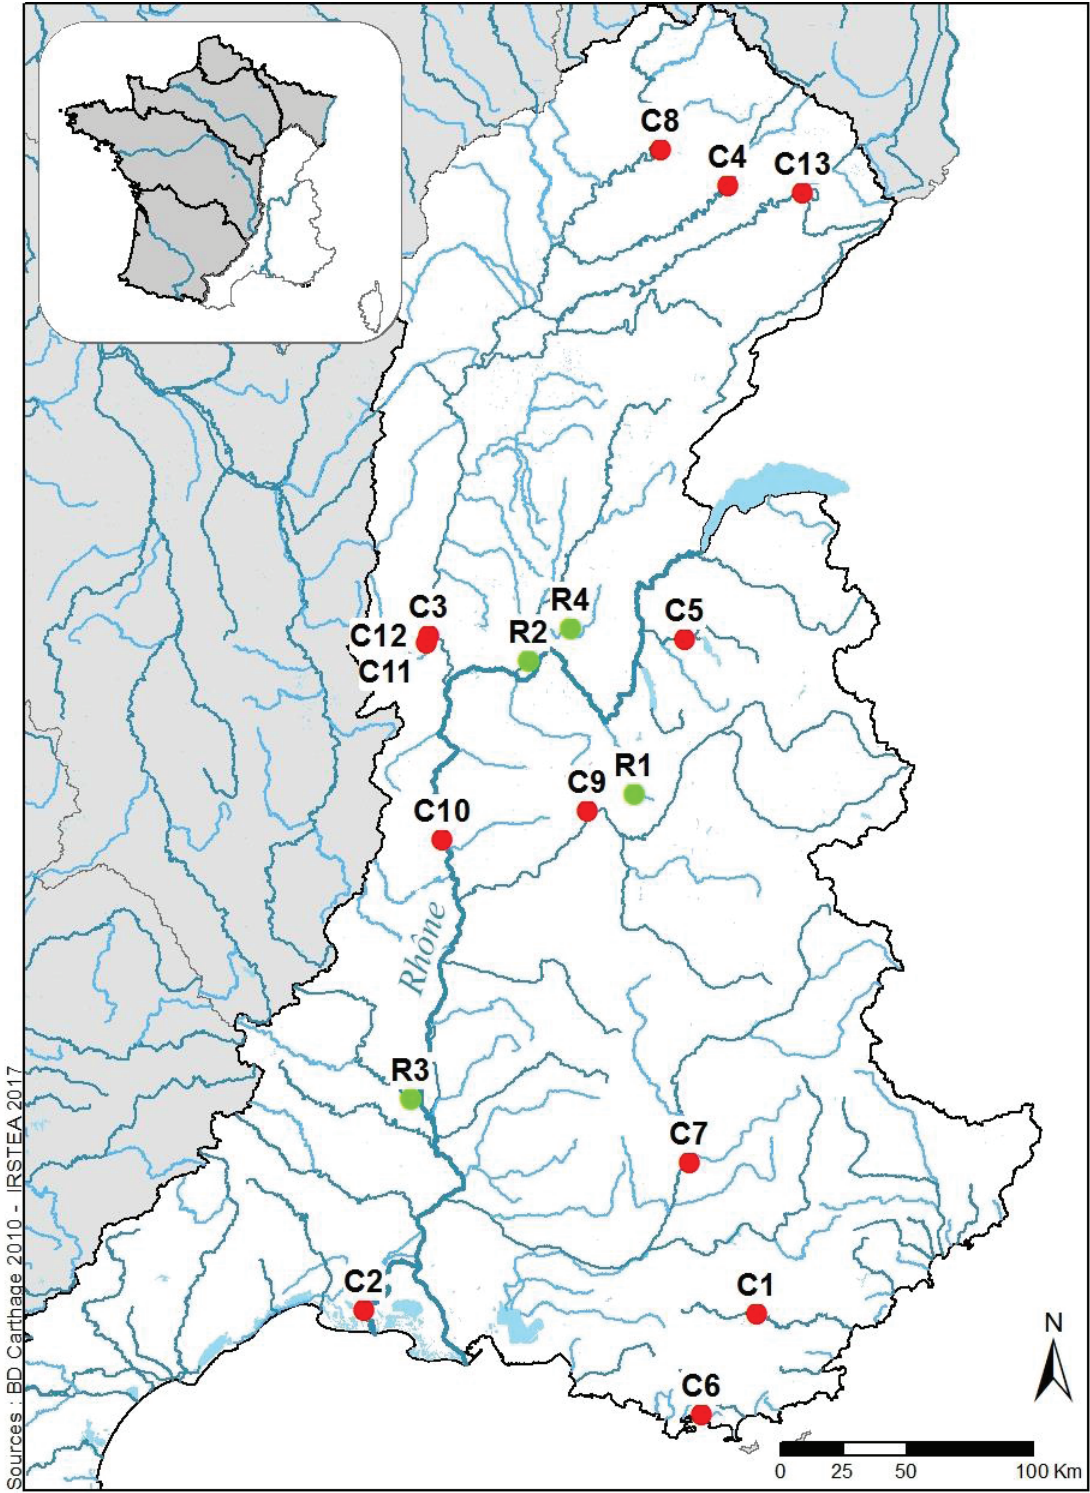 C8
C4
C13
C3
C12
C11
R4
R2
C5
C9
R1
C10
Rhône
R3
C7
C2
C1
C6
N
0 25 50 100 Km
Sources : BD Carthage 2010 - IRSTEA 2017